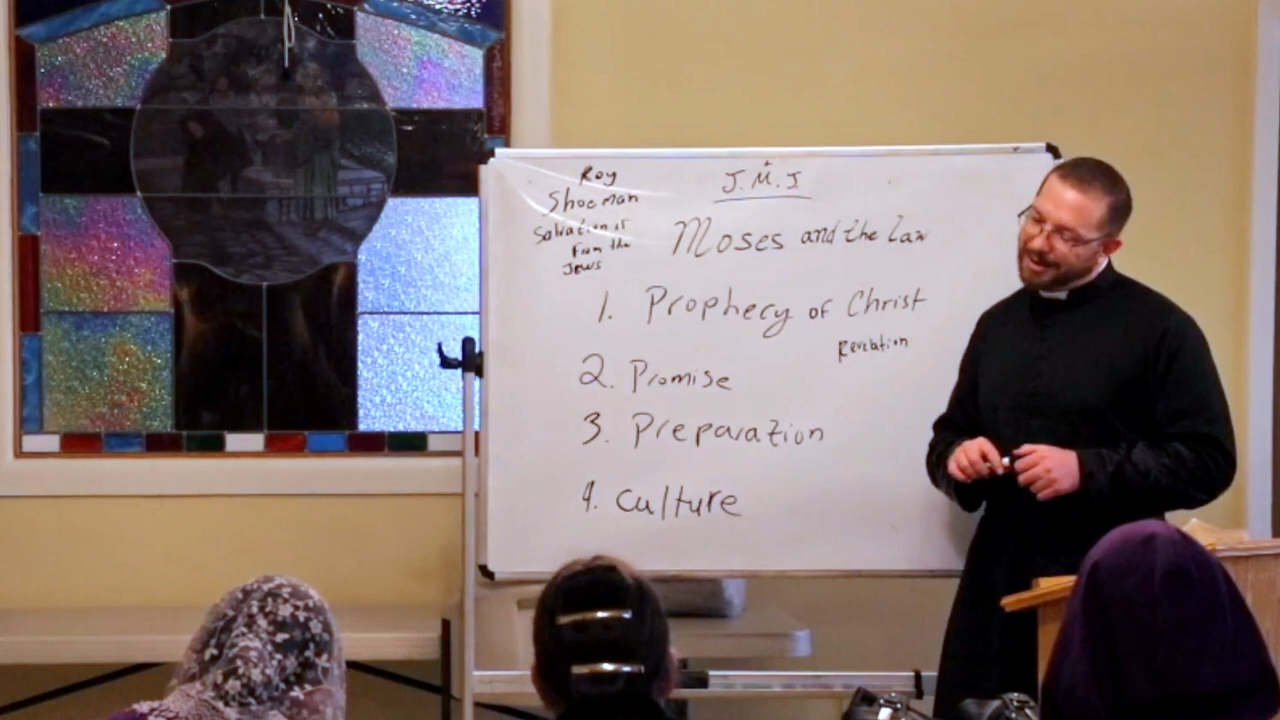 Roy
Shoeman
Salvation is
From the
Jews
J.M.J.
Moses and the Law
1. Prophecy of Christ
Revelation
2. Promise
3. Preparation
4. Culture